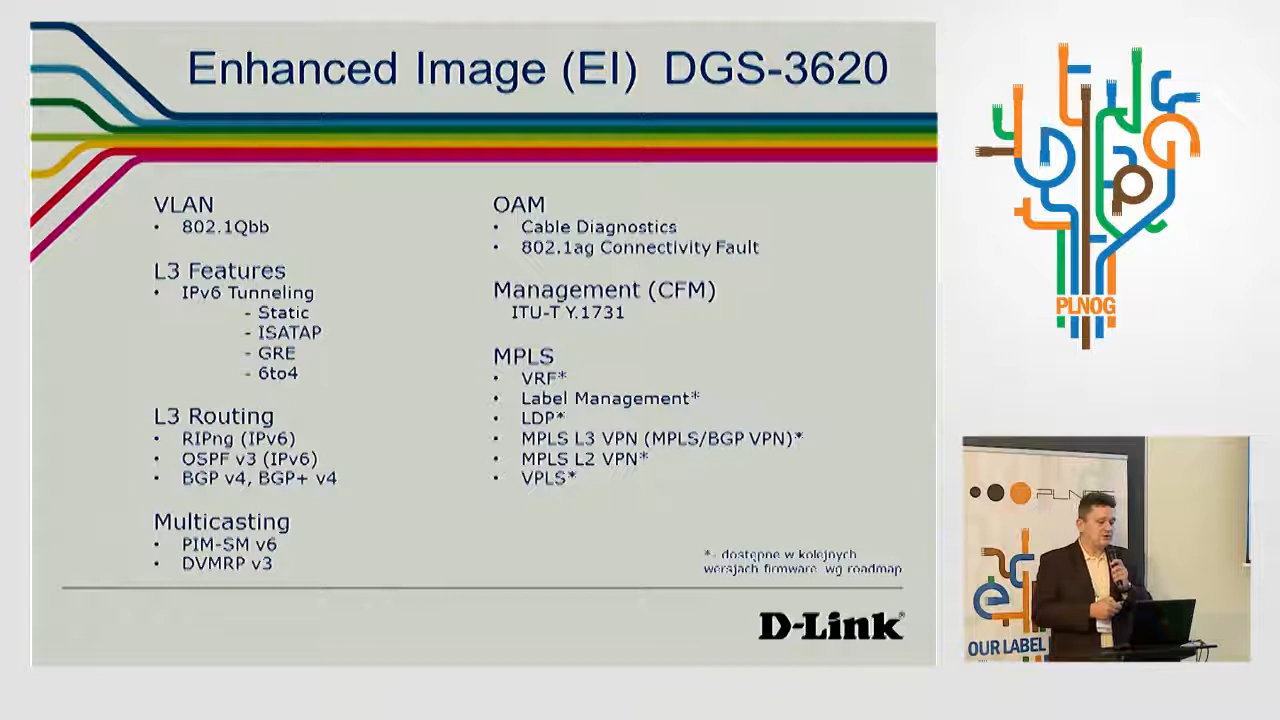 Enhanced Image (EI) DGS-3620
VLAN
• 802.1Qbb
L3 Features
• IPv6 Tunneling
- Static
- ISATAP
- GRE
- 6to4
L3 Routing
• RIPng (IPv6)
• OSPF v3 (IPv6)
• BGP v4, BGP+ v4
Multicasting
• PIM-SM v6
• DVMRP v3
OAM
• Cable Diagnostics
• 802.1ag Connectivity Fault
Management (CFM)
ITU-T Y.1731
MPLS
• VRF*
• Label Management*
• LDP*
• MPLS L3 VPN (MPLS/BGP VPN)*
• MPLS L2 VPN*
• VPLS*
*- dostępne w kolejnych
wersjach firmware wg roadmap
D-Link®
PLNOG
PLNOG
OUR LABEL